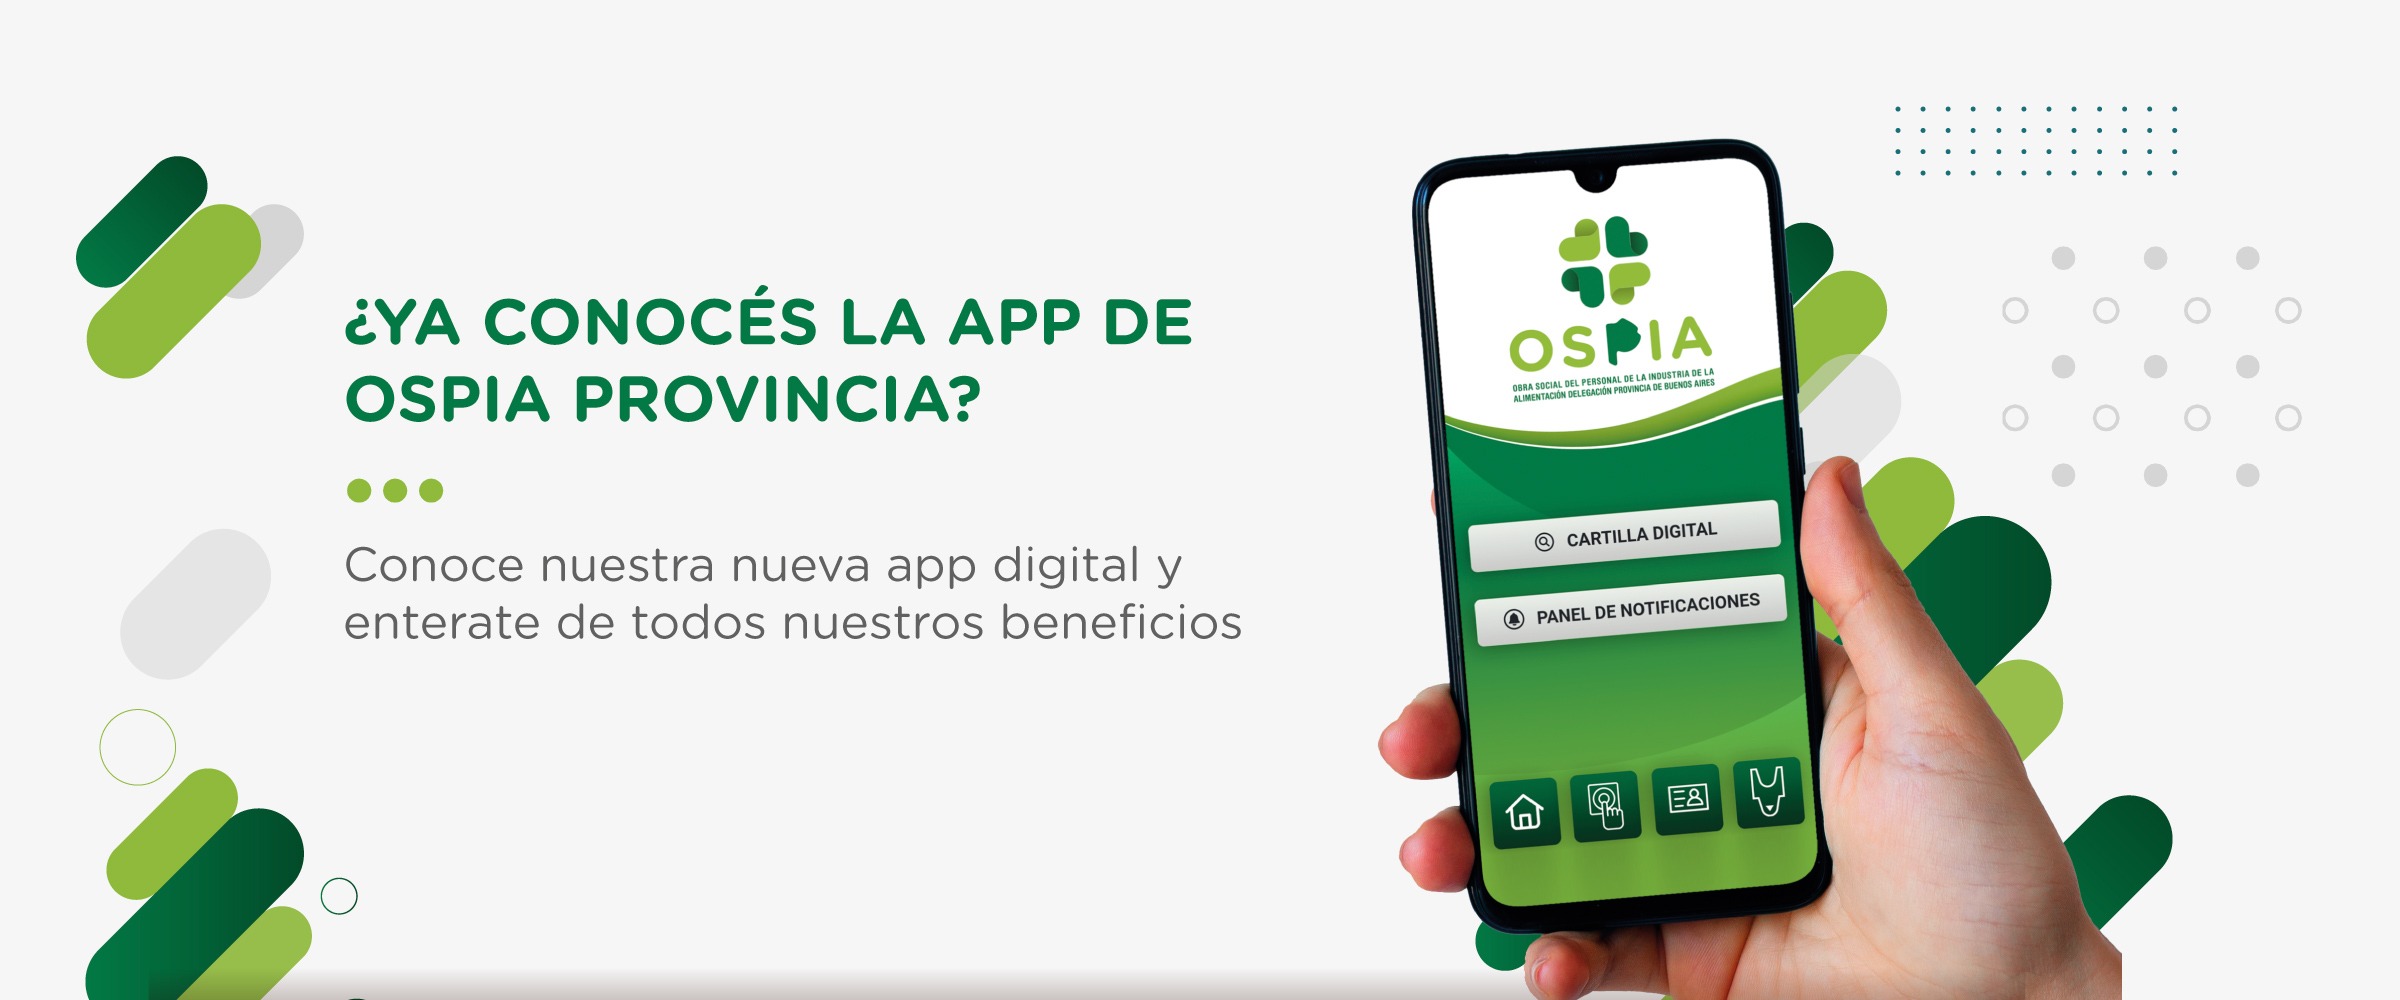 ¿YA CONOCÉS LA APP DE
OSPIA PROVINCIA?
Conoce nuestra nueva app digital y
enterate de todos nuestros beneficios
OSPIA
OBRA SOCIAL DEL PERSONAL DE LA INDUSTRIA DE LA
ALIMENTACIÓN DELEGACIÓN PROVINCIA DE BUENOS AIRES
CARTILLA DIGITAL
PANEL DE NOTIFICACIONES